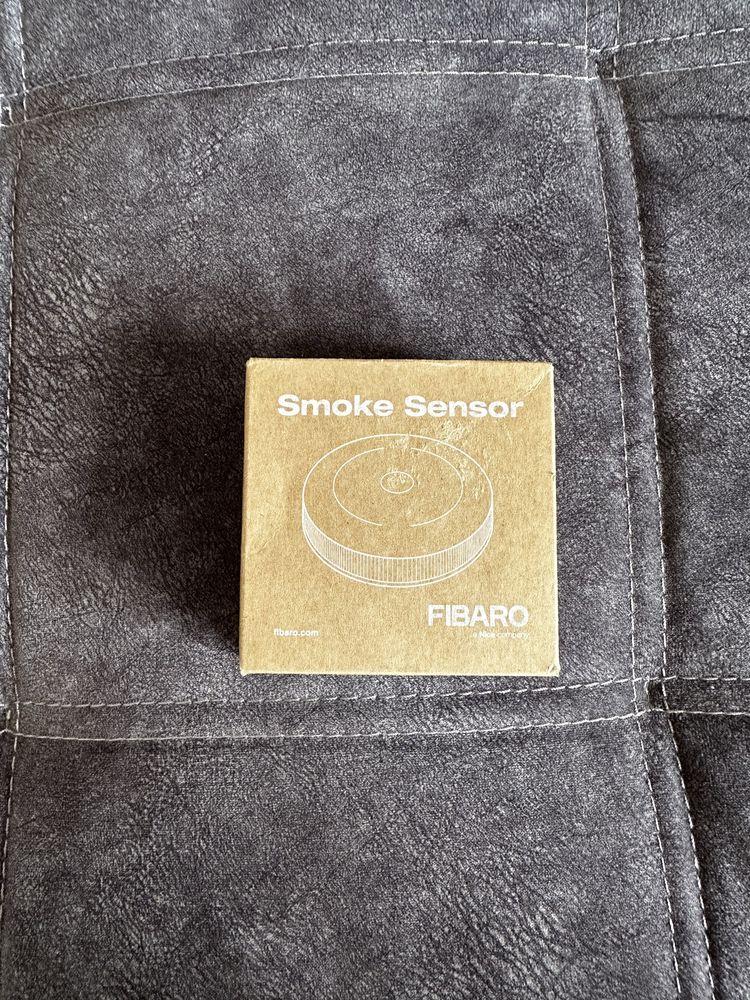 Smoke Sensor
FIBARO
fibaro.com
a Nice company